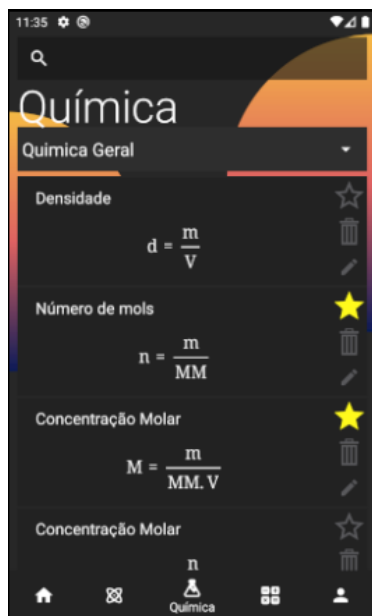 11:35
Química
Quimica Geral
Densidade
d = m
V
Número de mols
n = m
MM
Concentração Molar
M = m
MM. V
Concentração Molar
n
Química